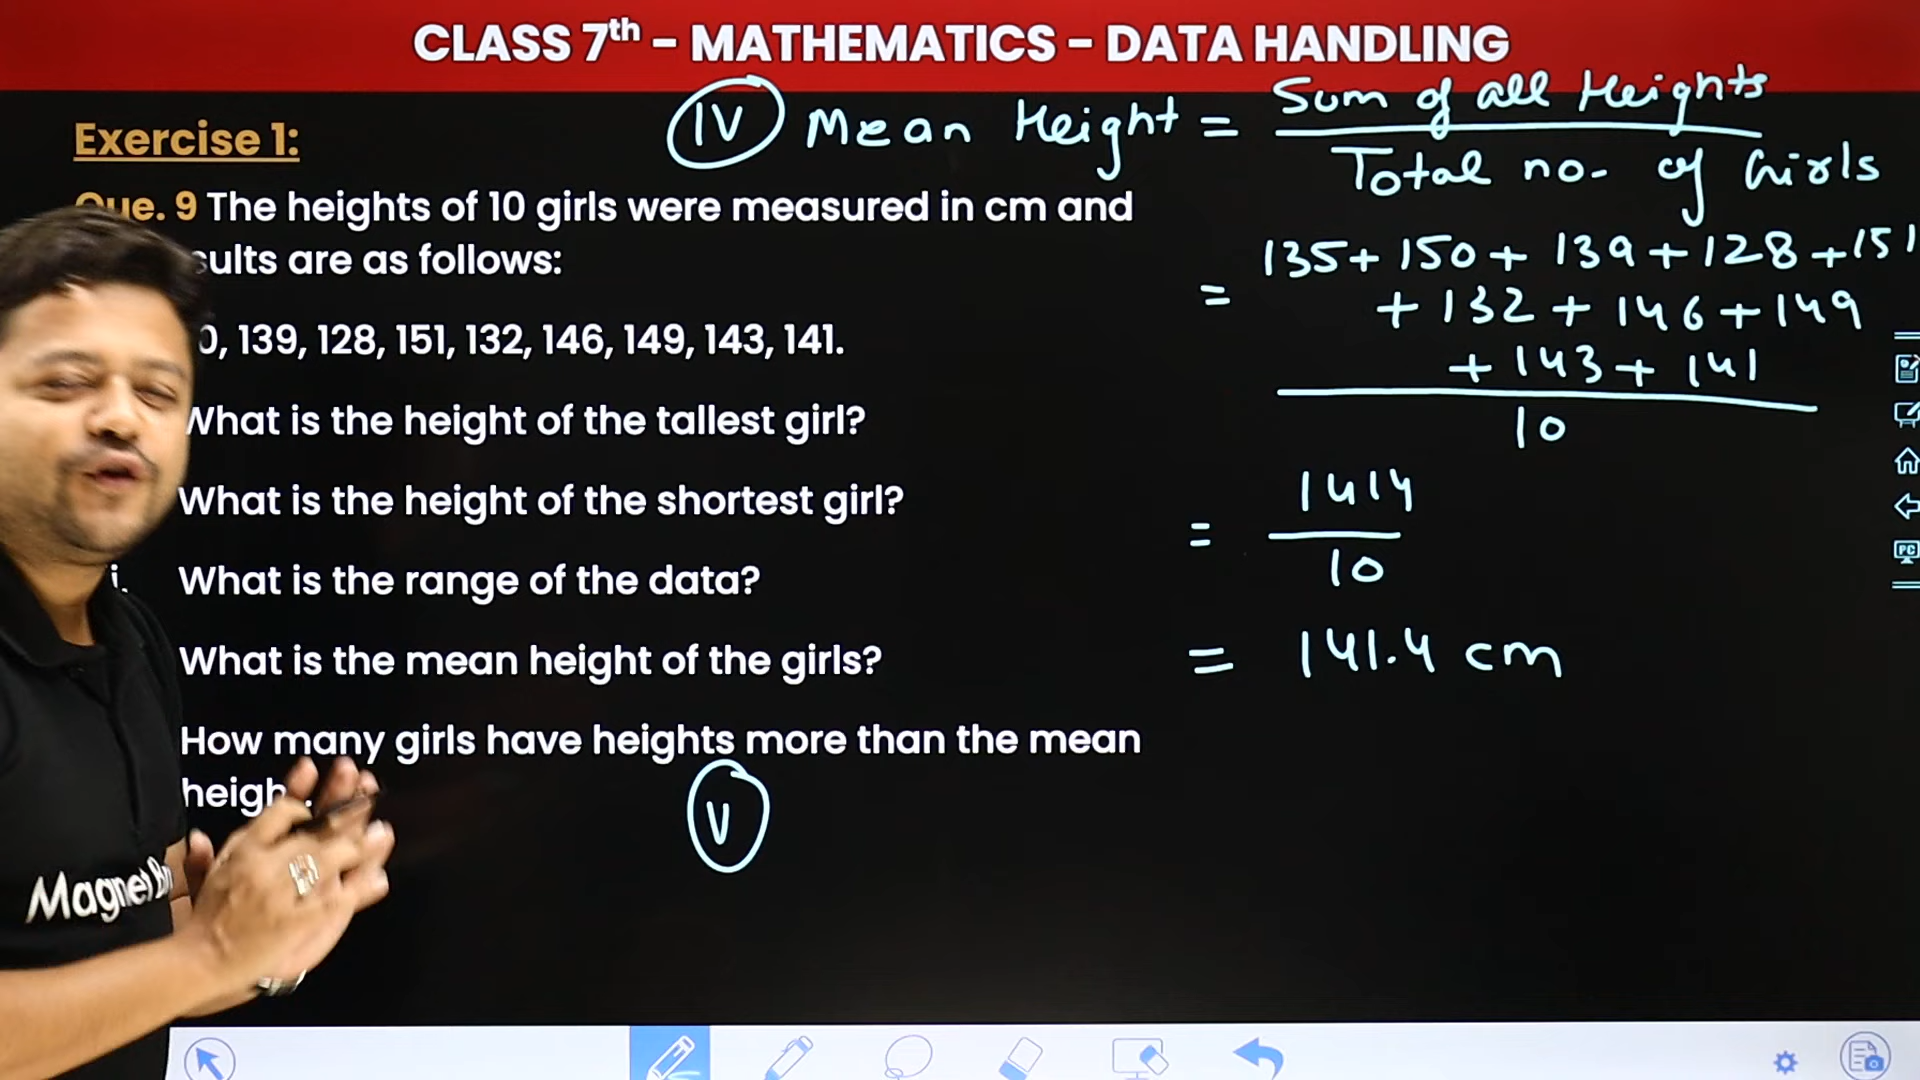 CLASS 7th - MATHEMATICS - DATA HANDLING
Exercise 1:
Que. 9 The heights of 10 girls were measured in cm and
sults are as follows:
0, 139, 128, 151, 132, 146, 149, 143, 141.
What is the height of the tallest girl?
What is the height of the shortest girl?
i. What is the range of the data?
What is the mean height of the girls?
How many girls have heights more than the mean
heigh.
IV Mean Height = Sum of all Heights
Total no. of Girls
= 135 + 150 + 139 + 128 + 151
+ 132 + 146 + 149
+ 143 + 141
10
= 1414
10
= 141.4 cm
V
Magnet Br
PC